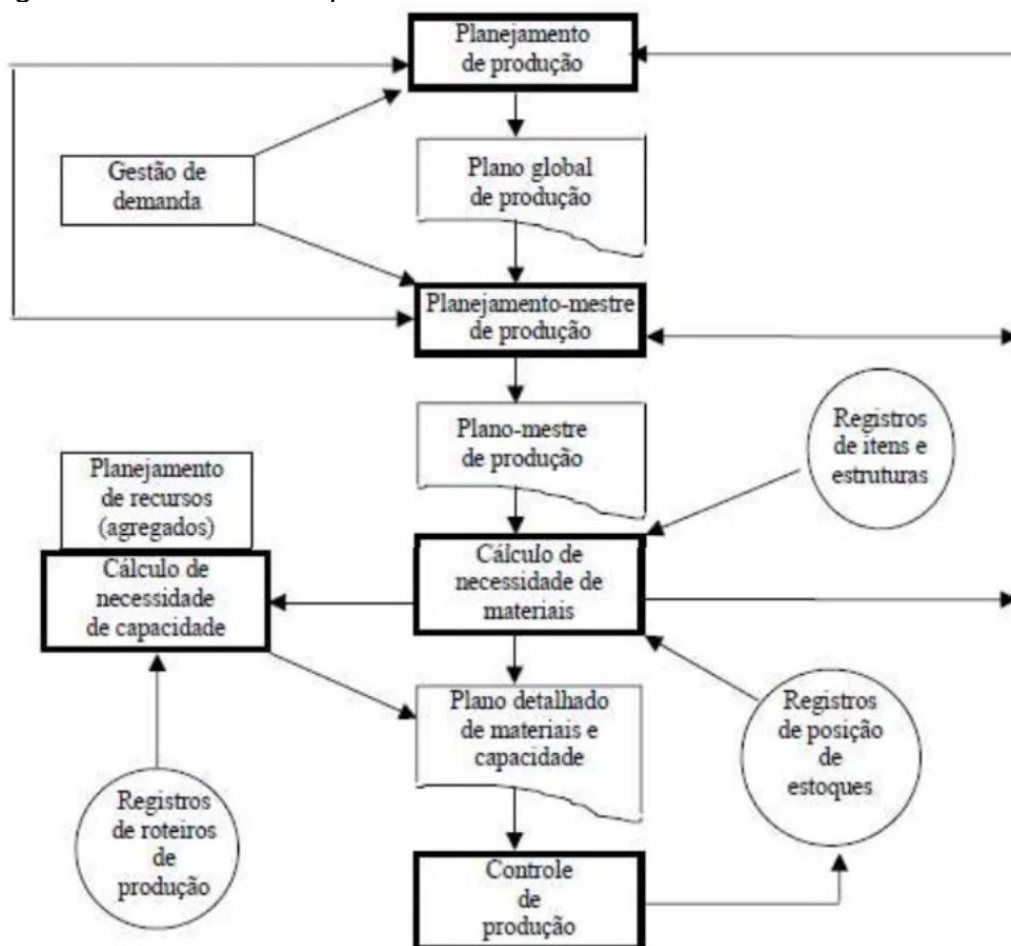 Planejamento
de produção
Gestão de
demanda
Plano global
de produção
Planejamento-mestre
de produção
Plano-mestre
de produção
Registros
de itens e
estruturas
Planejamento
de recursos
(agregados)
Cálculo de
necessidade
de capacidade
Cálculo de
necessidade de
materiais
Plano detalhado
de materiais e
capacidade
Registros
de posição
de
estoques
Registros
de roteiros
de
produção
Controle
de
produção